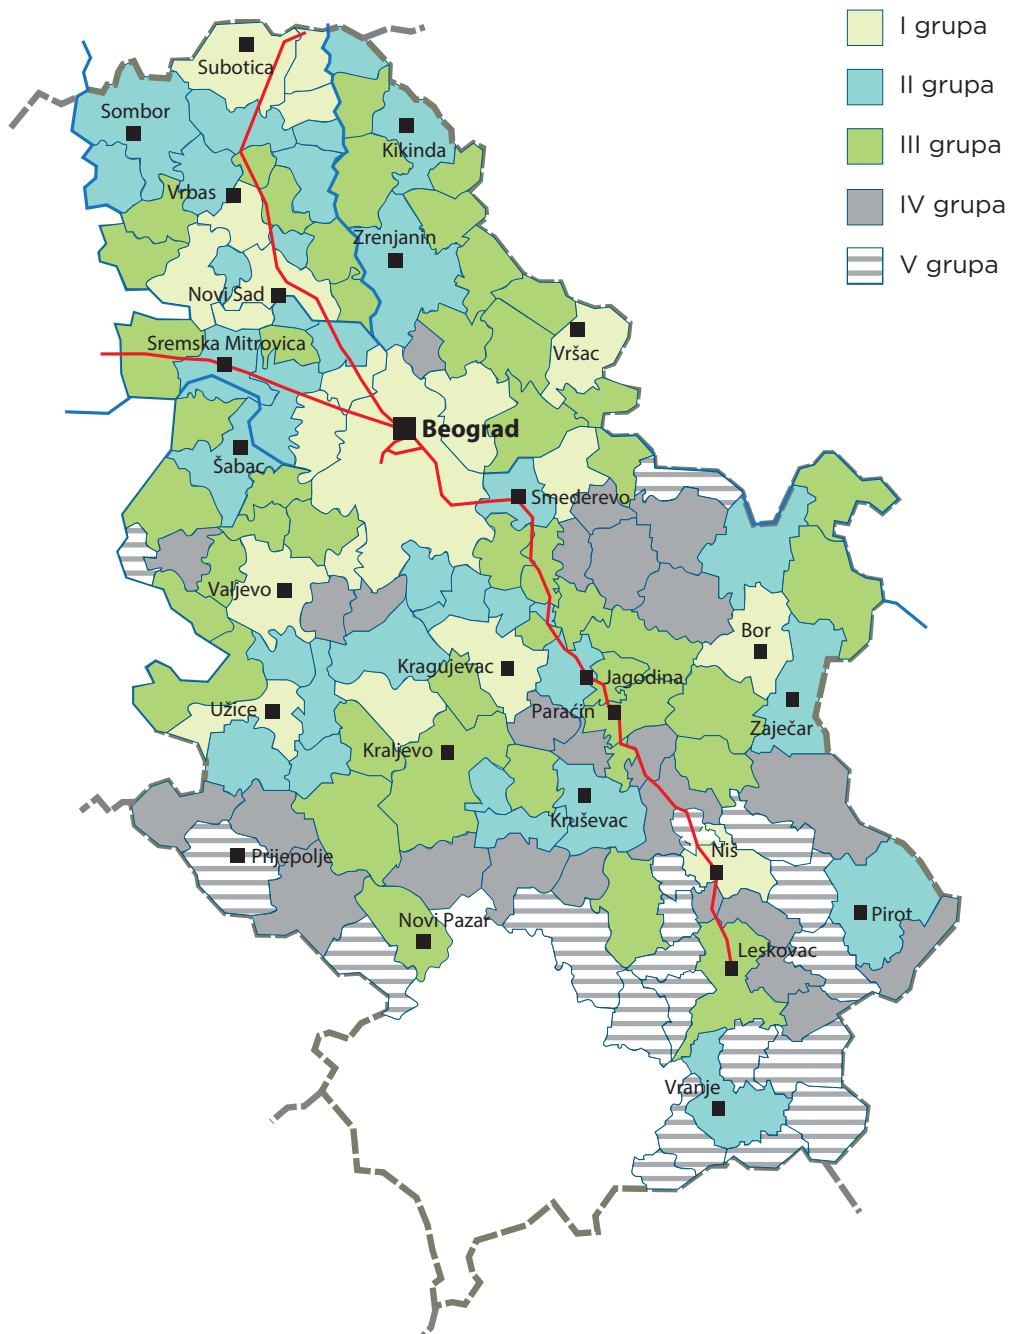 I grupa
II grupa
III grupa
IV grupa
V grupa
Subotica
Sombor
Kikinda
Vrbas
Zrenjanin
Novi Sad
Sremska Mitrovica
Vršac
Beograd
Šabac
Smederevo
Valjevo
Bor
Kragujevac
Jagodina
Užice
Paraćin
Zaječar
Kraljevo
Kruševac
Niš
Prijepolje
Pirot
Novi Pazar
Leskovac
Vranje